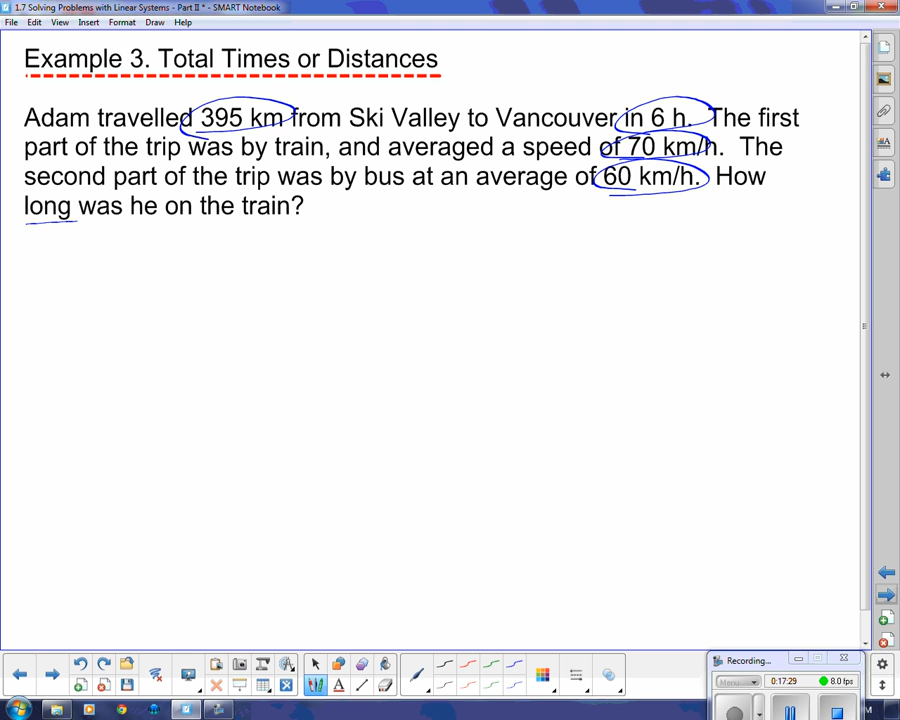 1.7 Solving Problems with Linear Systems - Part II * - SMART Notebook
File Edit View Insert Format Draw Help
Example 3. Total Times or Distances
Adam travelled 395 km from Ski Valley to Vancouver in 6 h. The first
part of the trip was by train, and averaged a speed of 70 km/h. The
second part of the trip was by bus at an average of 60 km/h. How
long was he on the train?
Recording...
Menu
0:17:29
8.0 fps